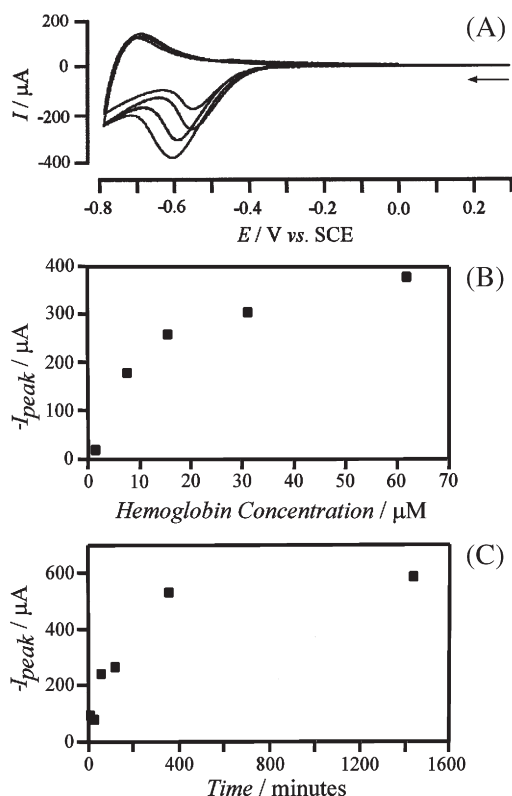 (A)
200
0
-200
-400
I / µA
-0.8 -0.6 -0.4 -0.2 0.0 0.2
E / V vs. SCE
(B)
400
300
200
100
0
-Ipeak / µA
0 10 20 30 40 50 60 70
Hemoglobin Concentration / µM
(C)
600
400
200
0
-Ipeak / µA
0 400 800 1200 1600
Time / minutes